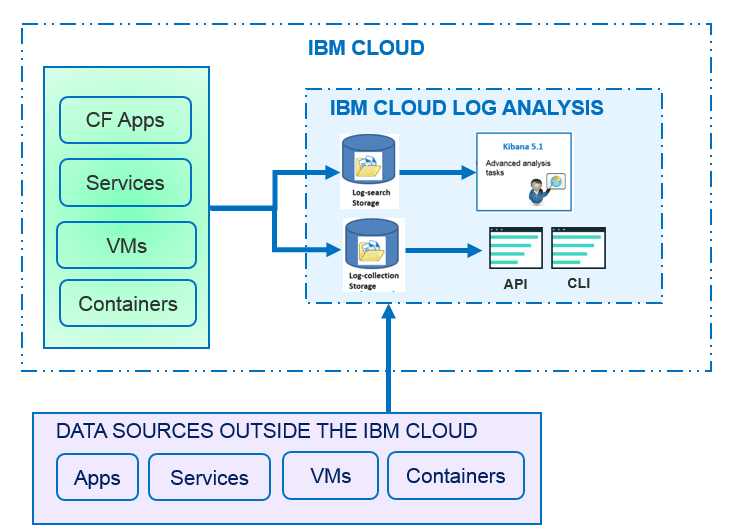 IBM CLOUD
CF Apps
Services
VMs
Containers
IBM CLOUD LOG ANALYSIS
Log-search
Storage
Kibana 5.1
Advanced analysis
tasks
Log-collection
Storage
API
CLI
DATA SOURCES OUTSIDE THE IBM CLOUD
Apps
Services
VMs
Containers